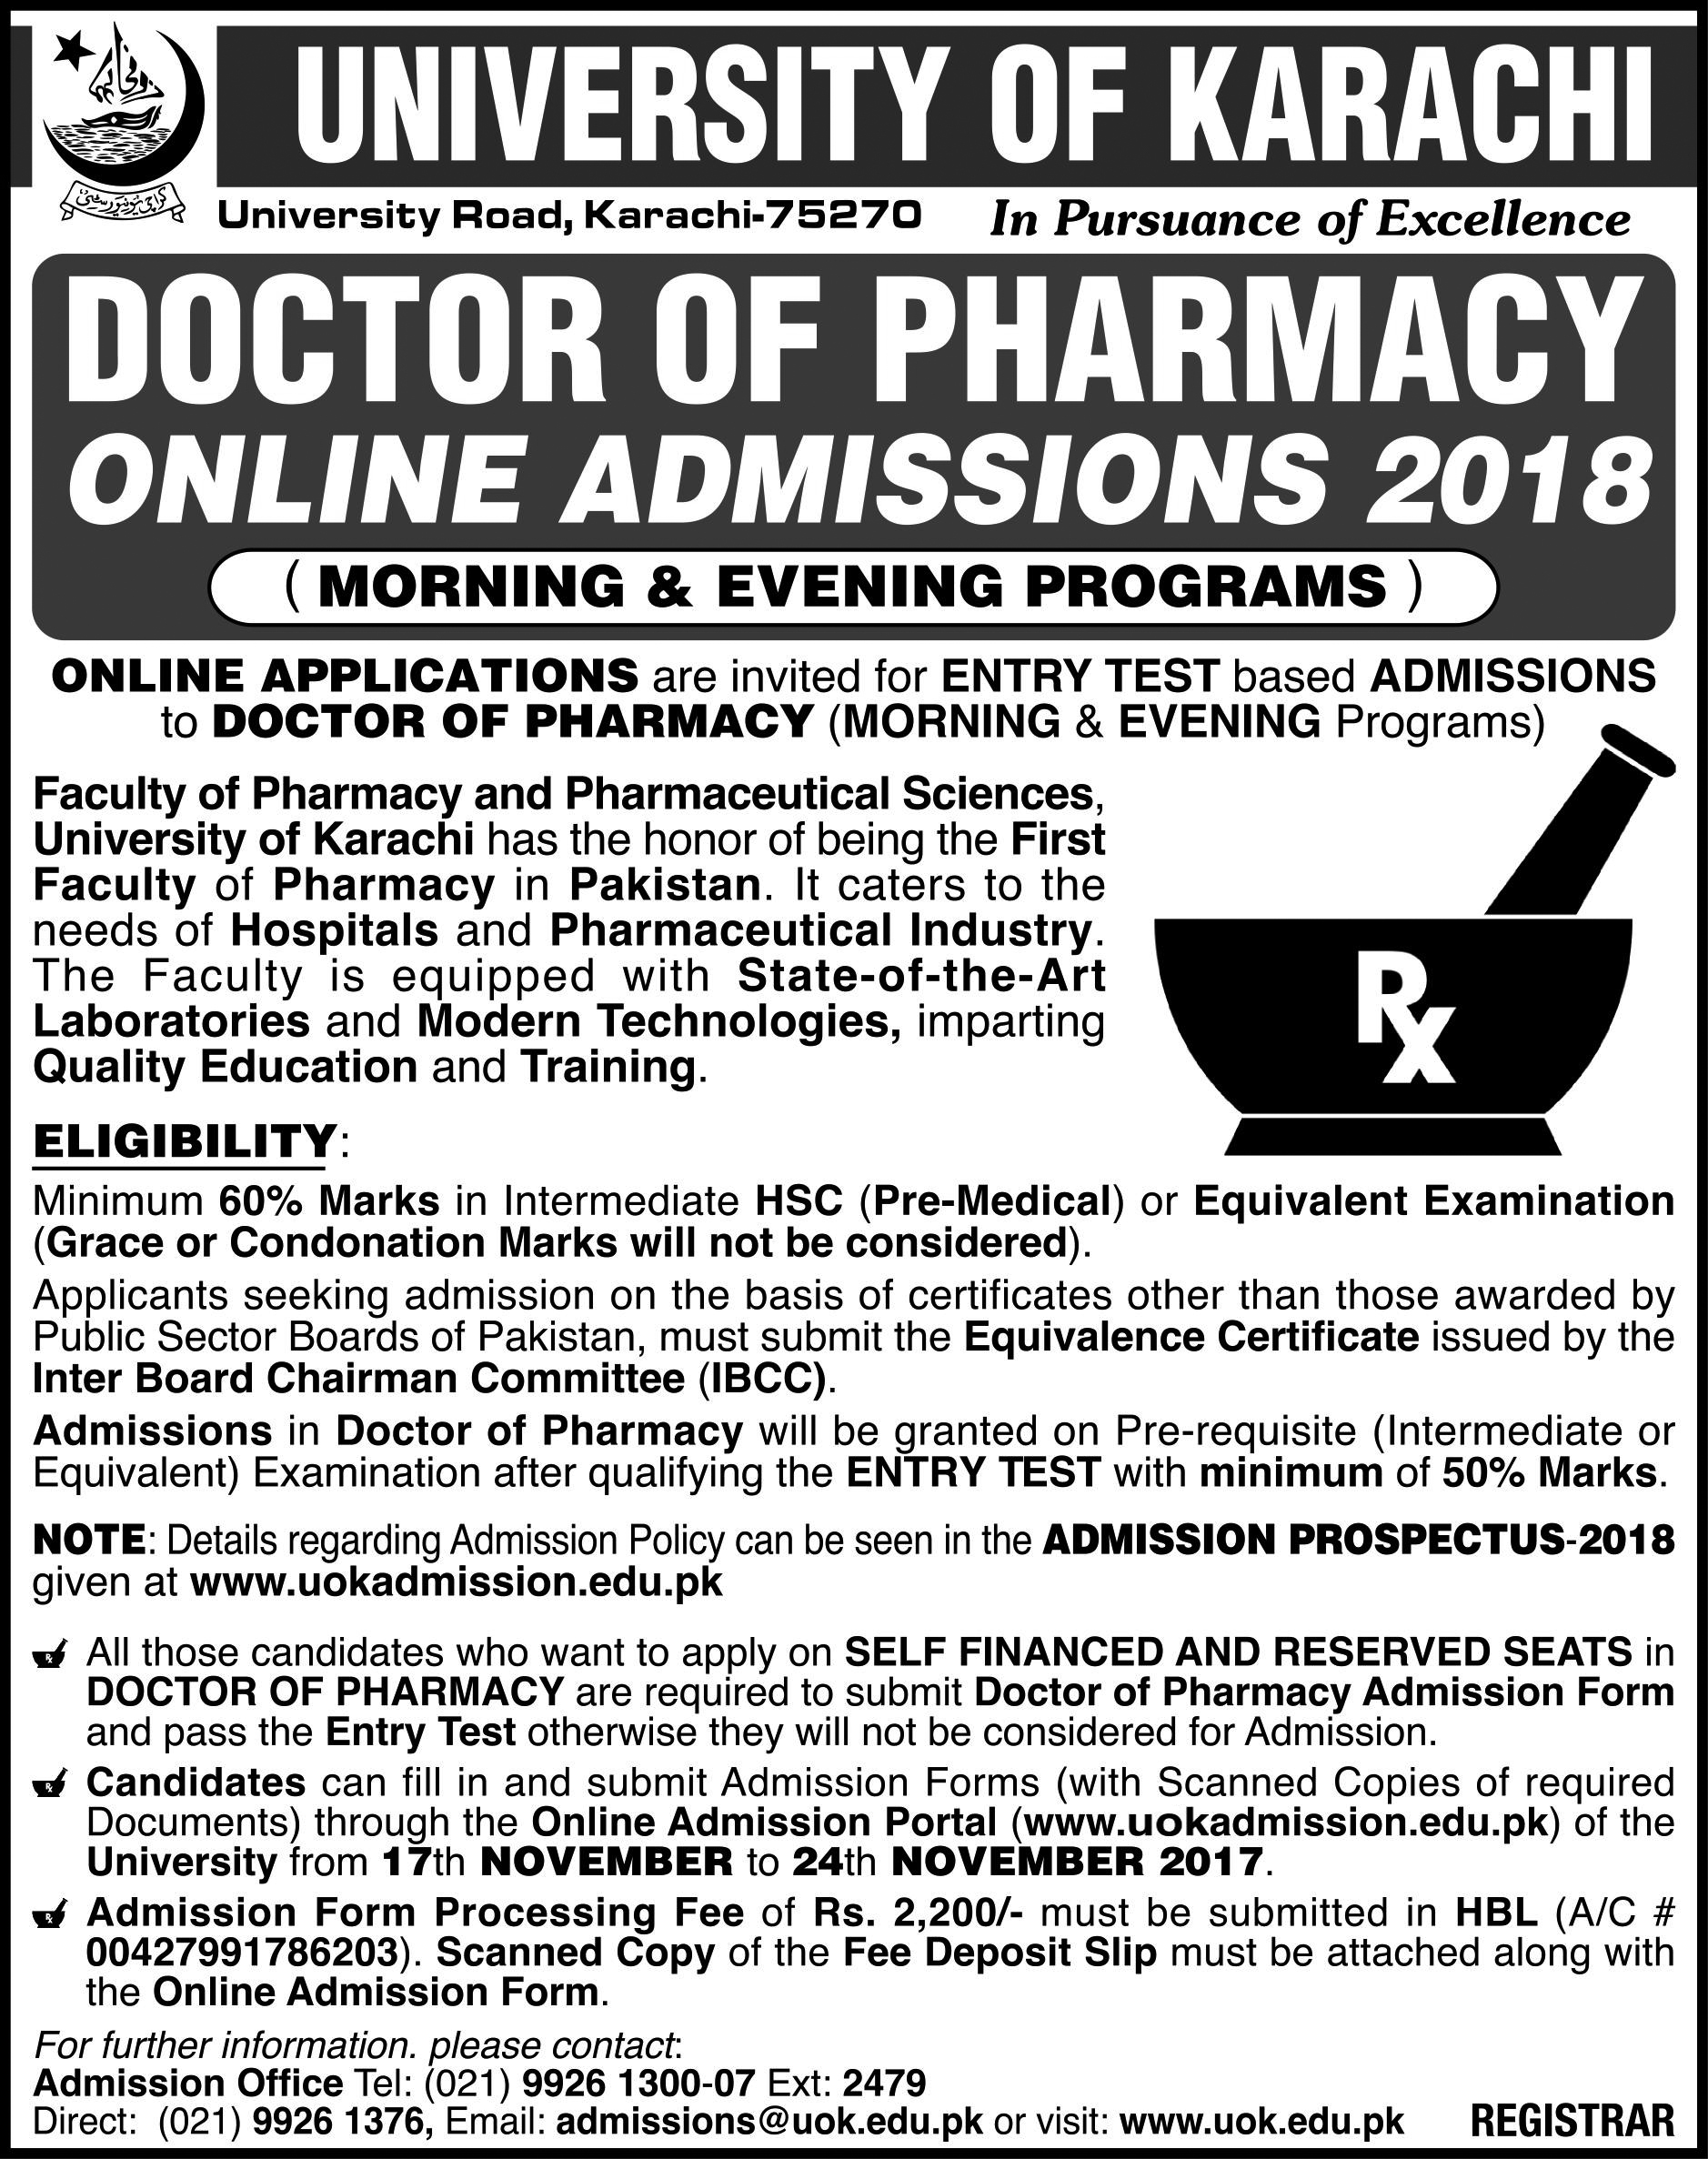 کراچی یونیورسٹی
UNIVERSITY OF KARACHI
University Road, Karachi-75270 In Pursuance of Excellence
DOCTOR OF PHARMACY
ONLINE ADMISSIONS 2018
( MORNING & EVENING PROGRAMS )
ONLINE APPLICATIONS are invited for ENTRY TEST based ADMISSIONS
to DOCTOR OF PHARMACY (MORNING & EVENING Programs)
Faculty of Pharmacy and Pharmaceutical Sciences,
University of Karachi has the honor of being the First
Faculty of Pharmacy in Pakistan. It caters to the
needs of Hospitals and Pharmaceutical Industry.
The Faculty is equipped with State-of-the-Art
Laboratories and Modern Technologies, imparting
Quality Education and Training.
Rx
ELIGIBILITY:
Minimum 60% Marks in Intermediate HSC (Pre-Medical) or Equivalent Examination
(Grace or Condonation Marks will not be considered).
Applicants seeking admission on the basis of certificates other than those awarded by
Public Sector Boards of Pakistan, must submit the Equivalence Certificate issued by the
Inter Board Chairman Committee (IBCC).
Admissions in Doctor of Pharmacy will be granted on Pre-requisite (Intermediate or
Equivalent) Examination after qualifying the ENTRY TEST with minimum of 50% Marks.
NOTE: Details regarding Admission Policy can be seen in the ADMISSION PROSPECTUS-2018
given at www.uokadmission.edu.pk
All those candidates who want to apply on SELF FINANCED AND RESERVED SEATS in
DOCTOR OF PHARMACY are required to submit Doctor of Pharmacy Admission Form
and pass the Entry Test otherwise they will not be considered for Admission.
Candidates can fill in and submit Admission Forms (with Scanned Copies of required
Documents) through the Online Admission Portal (www.uokadmission.edu.pk) of the
University from 17th NOVEMBER to 24th NOVEMBER 2017.
Admission Form Processing Fee of Rs. 2,200/- must be submitted in HBL (A/C #
00427991786203). Scanned Copy of the Fee Deposit Slip must be attached along with
the Online Admission Form.
For further information. please contact:
Admission Office Tel: (021) 9926 1300-07 Ext: 2479
Direct: (021) 9926 1376, Email: admissions@uok.edu.pk or visit: www.uok.edu.pk REGISTRAR